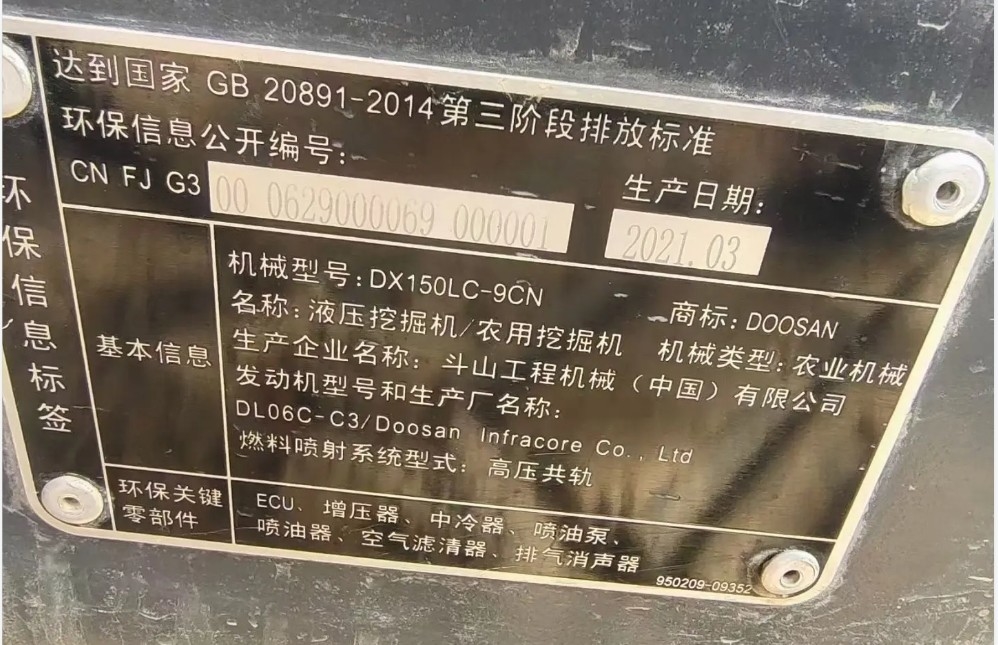 达到国家 GB 20891-2014第三阶段排放标准
环保信息公开编号:
CN FJ G3 00 0629000069 000001
生产日期:
2021.03
环保信息标签
基本信息
机械型号:DX150LC-9CN
商标:DOOSAN
名称:液压挖掘机/农用挖掘机
机械类型:农业机械
生产企业名称:斗山工程机械(中国)有限公司
发动机型号和生产厂名称:
DL06C-C3/Doosan Infracore Co., Ltd
燃料喷射系统型式:高压共轨
环保关键
零部件
ECU、增压器、中冷器、喷油泵、
喷油器、空气滤清器、排气消声器
950209-09352